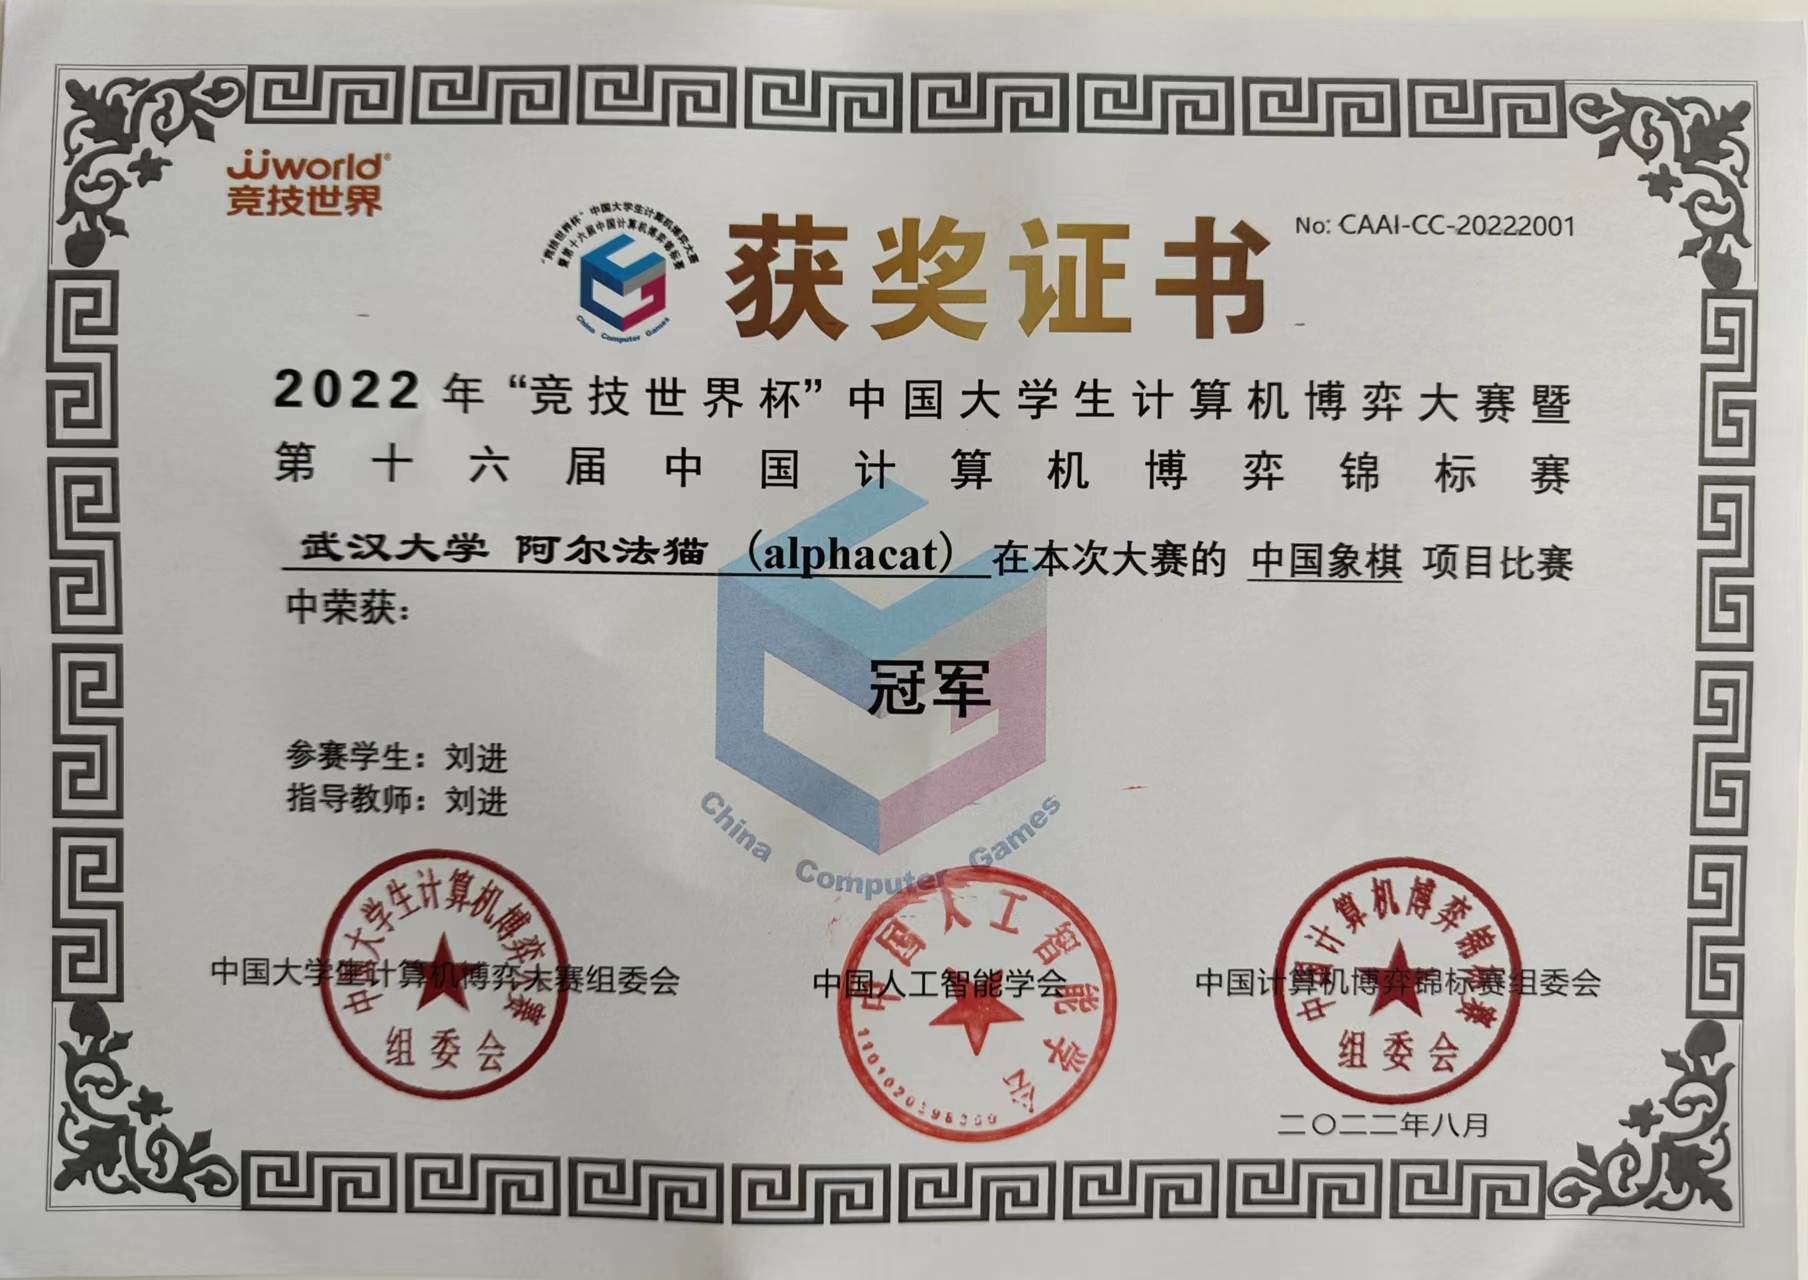 jjworld®
竞技世界
"竞技世界杯"中国大学生计算机博弈大赛
暨第十六届中国计算机博弈锦标赛
China Computer Games
获奖证书
No: CAAI-CC-20222001
2022年“竞技世界杯”中国大学生计算机博弈大赛暨
第十六届中国计算机博弈锦标赛
武汉大学 阿尔法猫（alphacat）在本次大赛的 中国象棋 项目比赛
中荣获：
冠军
参赛学生：刘进
指导教师：刘进
China Computer Games
中国大学生计算机博弈大赛组委会
中国人工智能学会
中国计算机博弈锦标赛组委会
中国大学生计算机博弈大赛
组委会
中国人工智能学会
中国计算机博弈锦标赛
组委会
二〇二二年八月